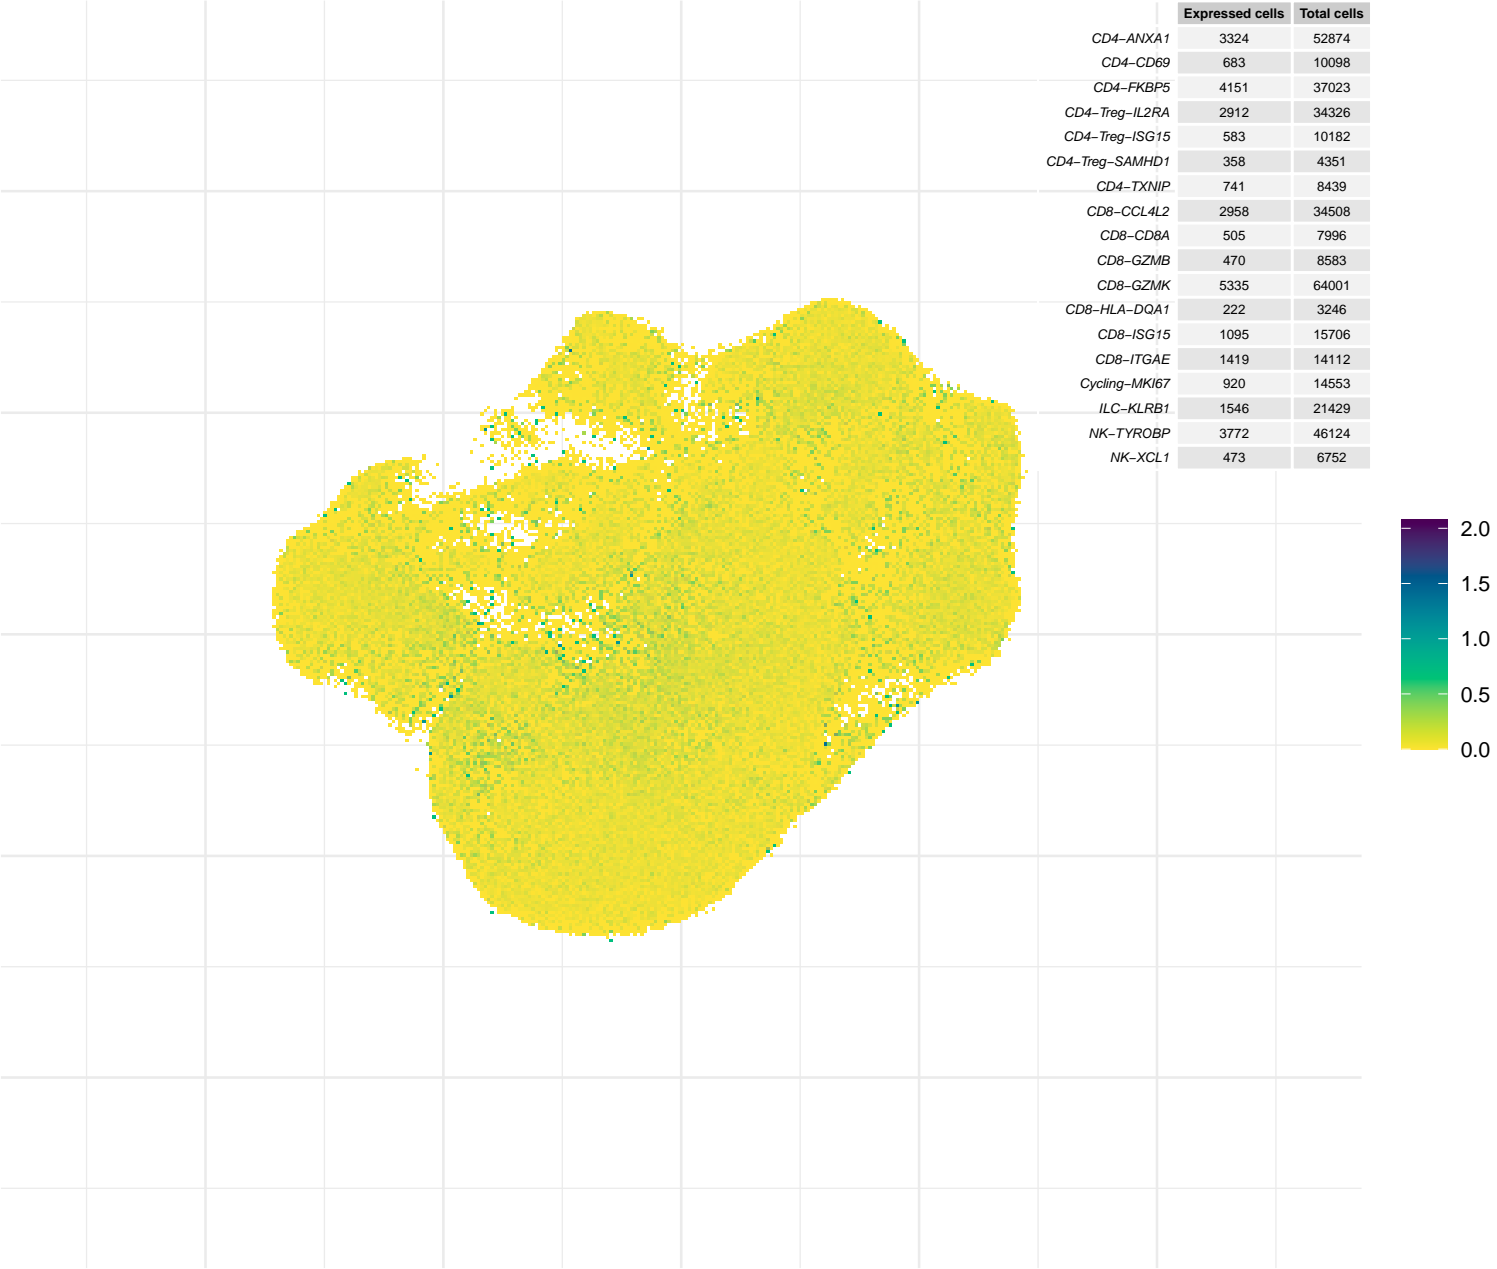 Expressed cells Total cells
CD4−ANXA1 3324 52874
CD4−CD69 683 10098
CD4−FKBP5 4151 37023
CD4−Treg−IL2RA 2912 34326
CD4−Treg−ISG15 583 10182
CD4−Treg−SAMHD1 358 4351
CD4−TXNIP 741 8439
CD8−CCL4L2 2958 34508
CD8−CD8A 505 7996
CD8−GZMB 470 8583
CD8−GZMK 5335 64001
CD8−HLA−DQA1 222 3246
CD8−ISG15 1095 15706
CD8−ITGAE 1419 14112
Cycling−MKI67 920 14553
ILC−KLRB1 1546 21429
NK−TYROBP 3772 46124
NK−XCL1 473 6752
2.0
1.5
1.0
0.5
0.0